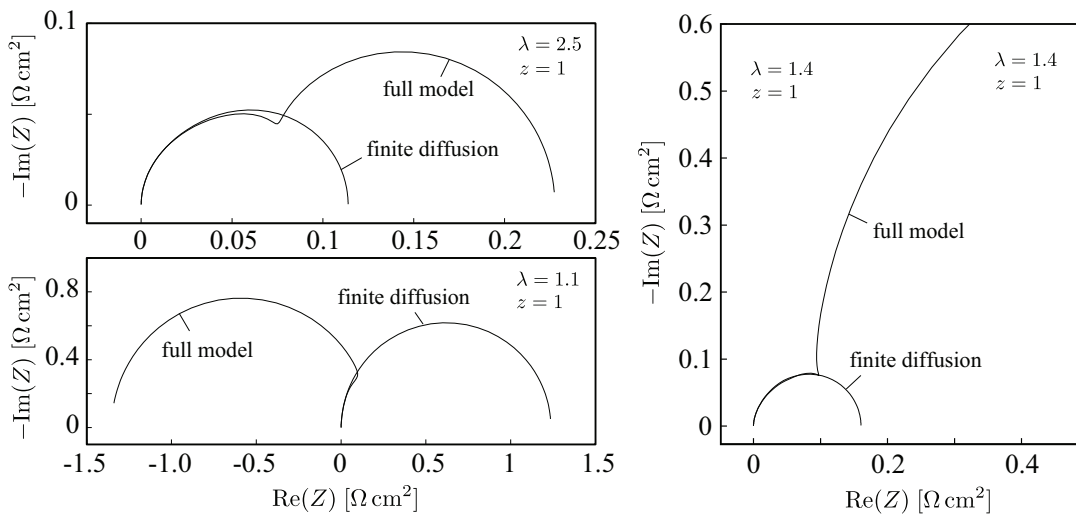 0.1
0
−Im(Z) [Ω cm²]
λ = 2.5
z = 1
full model
finite diffusion
0 0.05 0.1 0.15 0.2 0.25
0.8
0.4
0
−Im(Z) [Ω cm²]
λ = 1.1
z = 1
finite diffusion
full model
-1.5 -1.0 -0.5 0 0.5 1.0 1.5
Re(Z) [Ω cm²]
0.6
0.5
0.4
0.3
0.2
0.1
0
−Im(Z) [Ω cm²]
λ = 1.4
z = 1
λ = 1.4
z = 1
full model
finite diffusion
0 0.2 0.4
Re(Z) [Ω cm²]